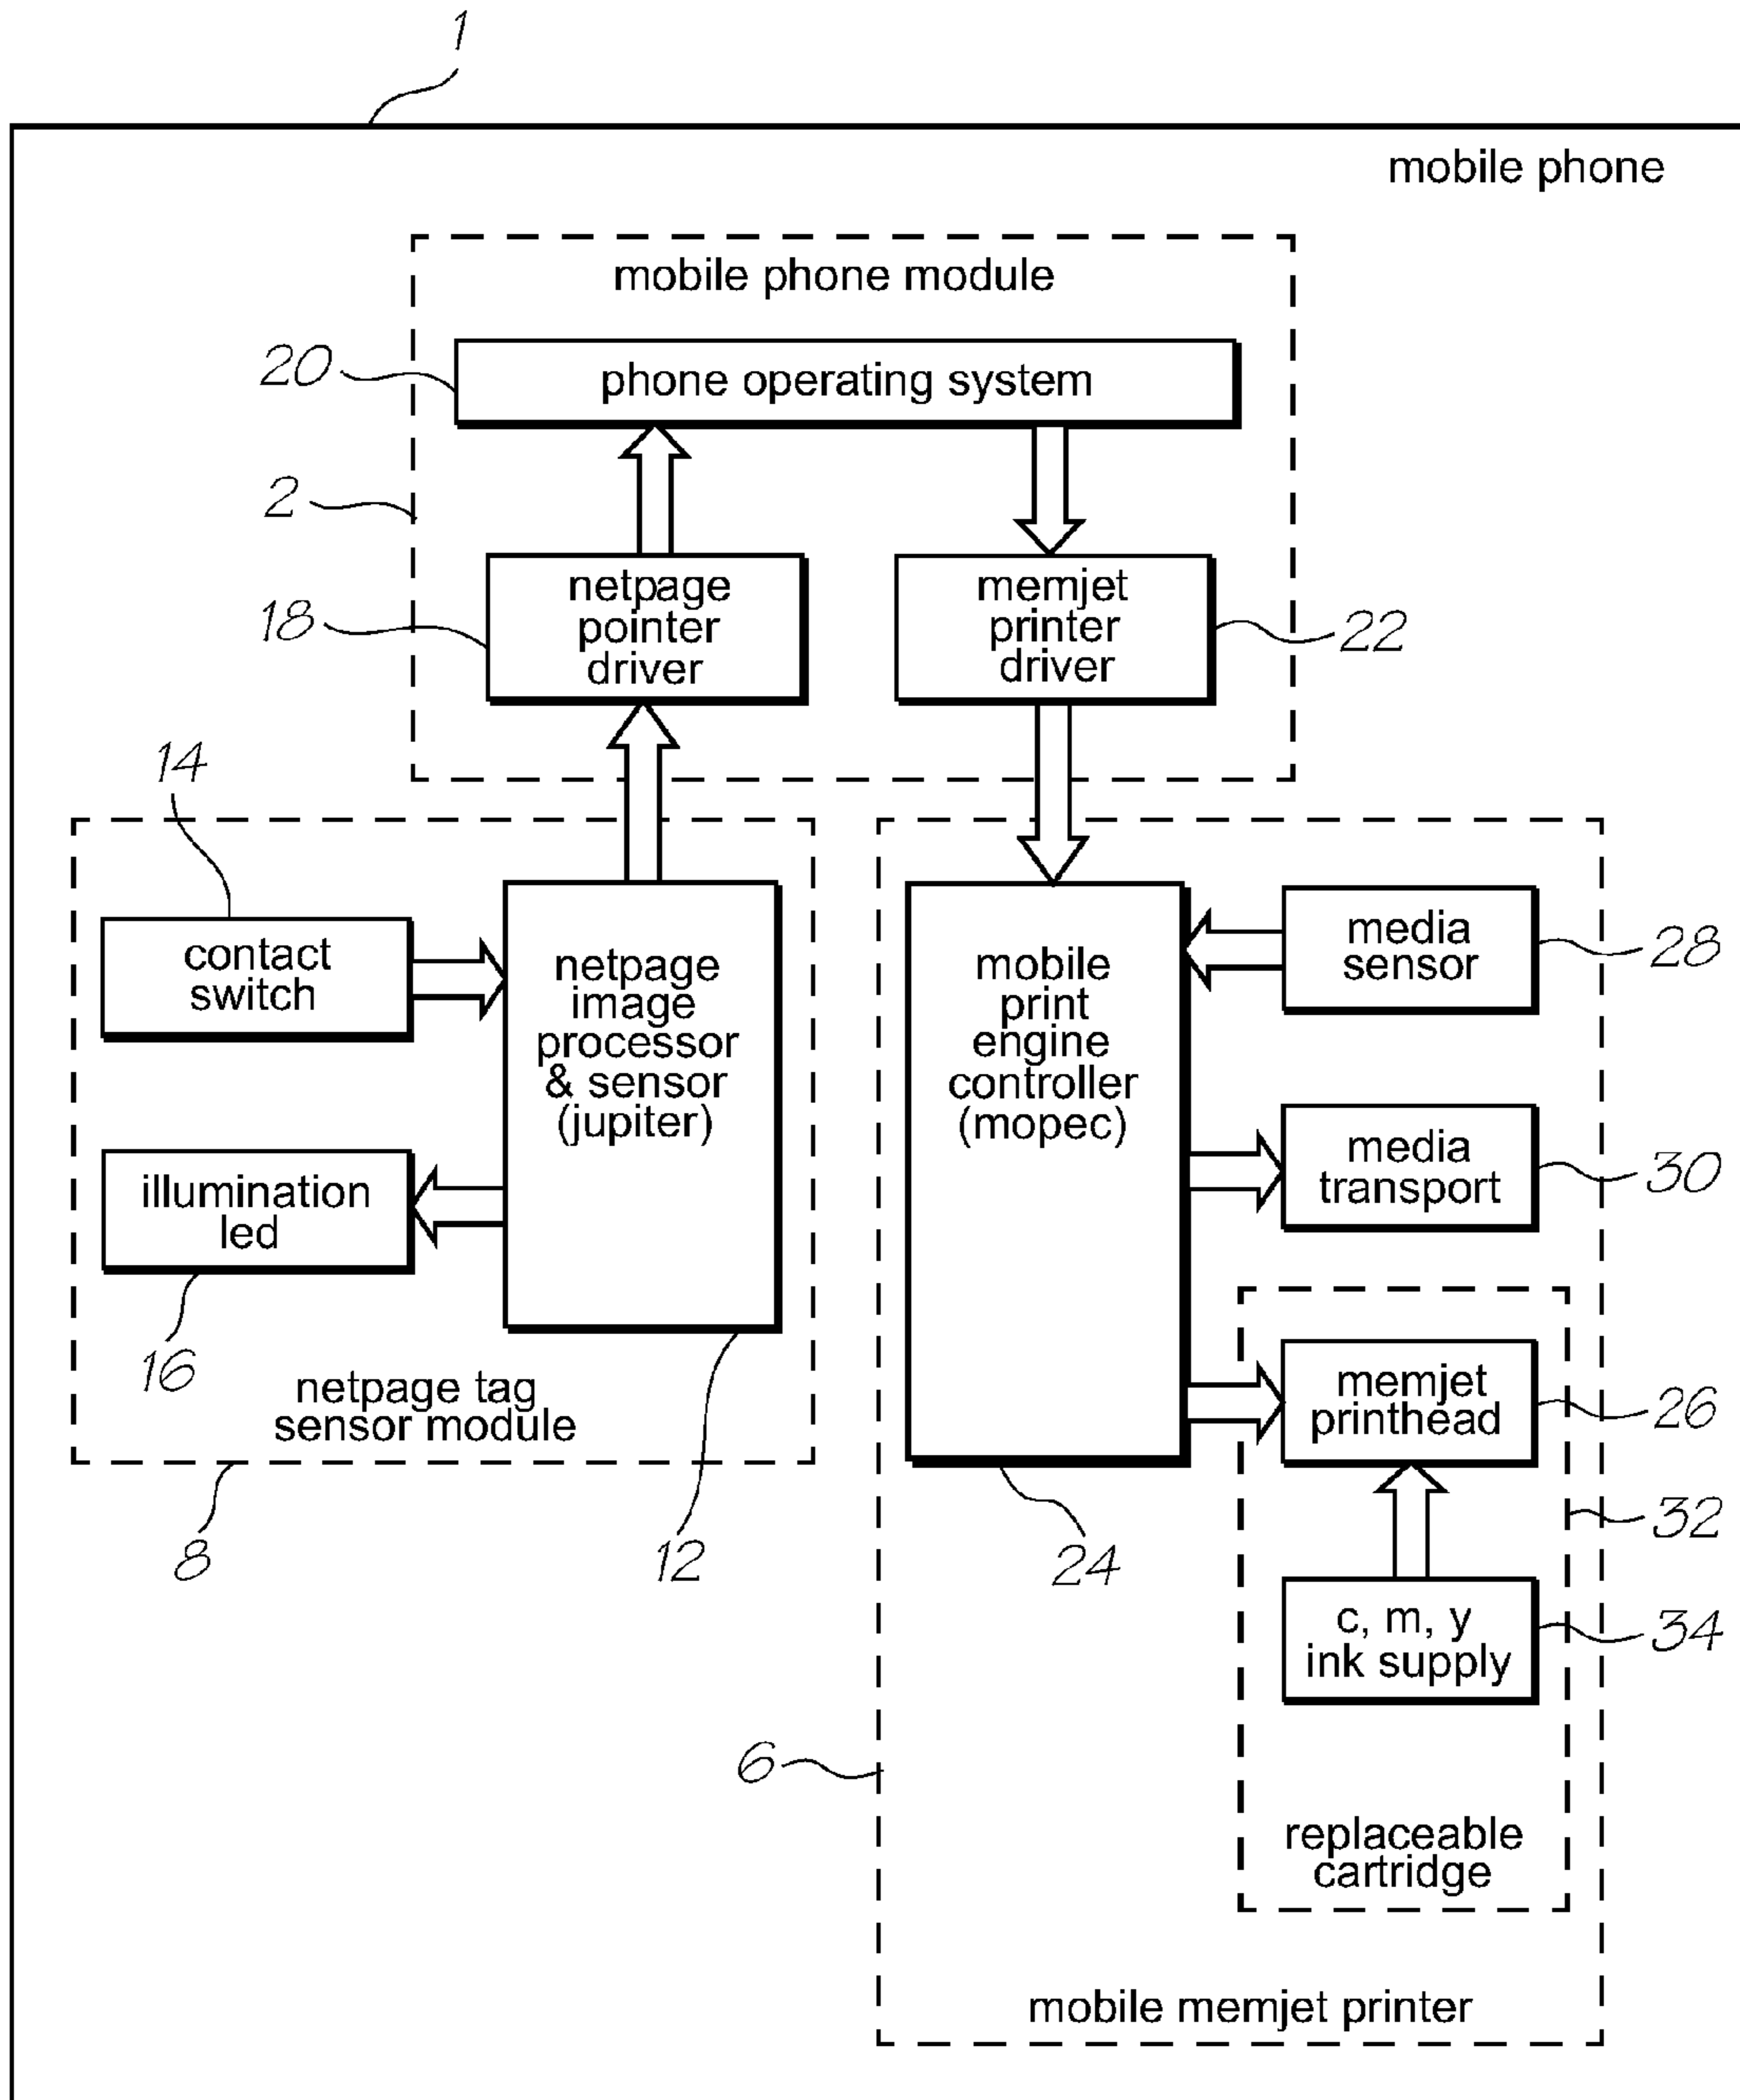 1
mobile phone
mobile phone module
20
phone operating system
2
netpage
pointer
driver
18
memjet
printer
driver
22
14
contact
switch
netpage
image
processor
& sensor
(jupiter)
illumination
led
16
netpage tag
sensor module
8
12
mobile
print
engine
controller
(mopec)
24
media
sensor
28
media
transport
30
memjet
printhead
26
32
c, m, y
ink supply
34
6
replaceable
cartridge
mobile memjet printer